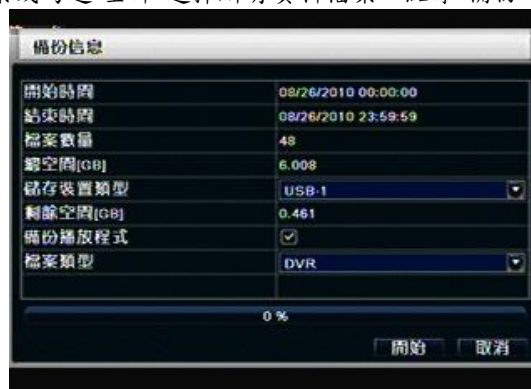 備份信息
開始時間 08/26/2010 00:00:00
結束時間 08/26/2010 23:59:59
檔案數量 48
總空間[GB] 6.008
儲存裝置類型 USB-1
剩餘空間[GB] 0.461
備份播放程式
檔案類型 DVR
0 %
開始 取消